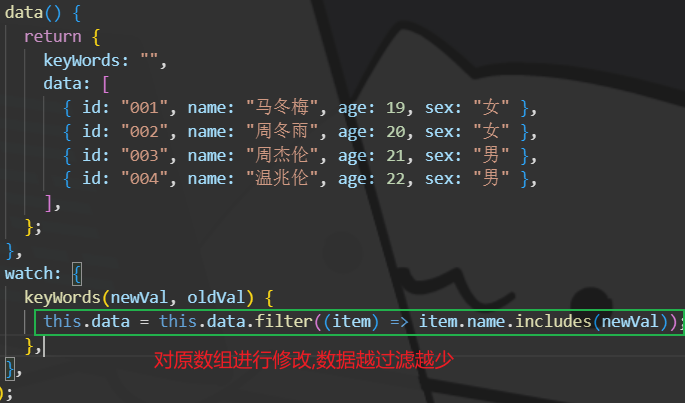 data() {
return {
keyWords: "",
data: [
{ id: "001", name: "马冬梅", age: 19, sex: "女" },
{ id: "002", name: "周冬雨", age: 20, sex: "女" },
{ id: "003", name: "周杰伦", age: 21, sex: "男" },
{ id: "004", name: "温兆伦", age: 22, sex: "男" },
],
};
},
watch: {
keyWords(newVal, oldVal) {
this.data = this.data.filter((item) => item.name.includes(newVal));
},
对原数组进行修改,数据越过滤越少
},
);